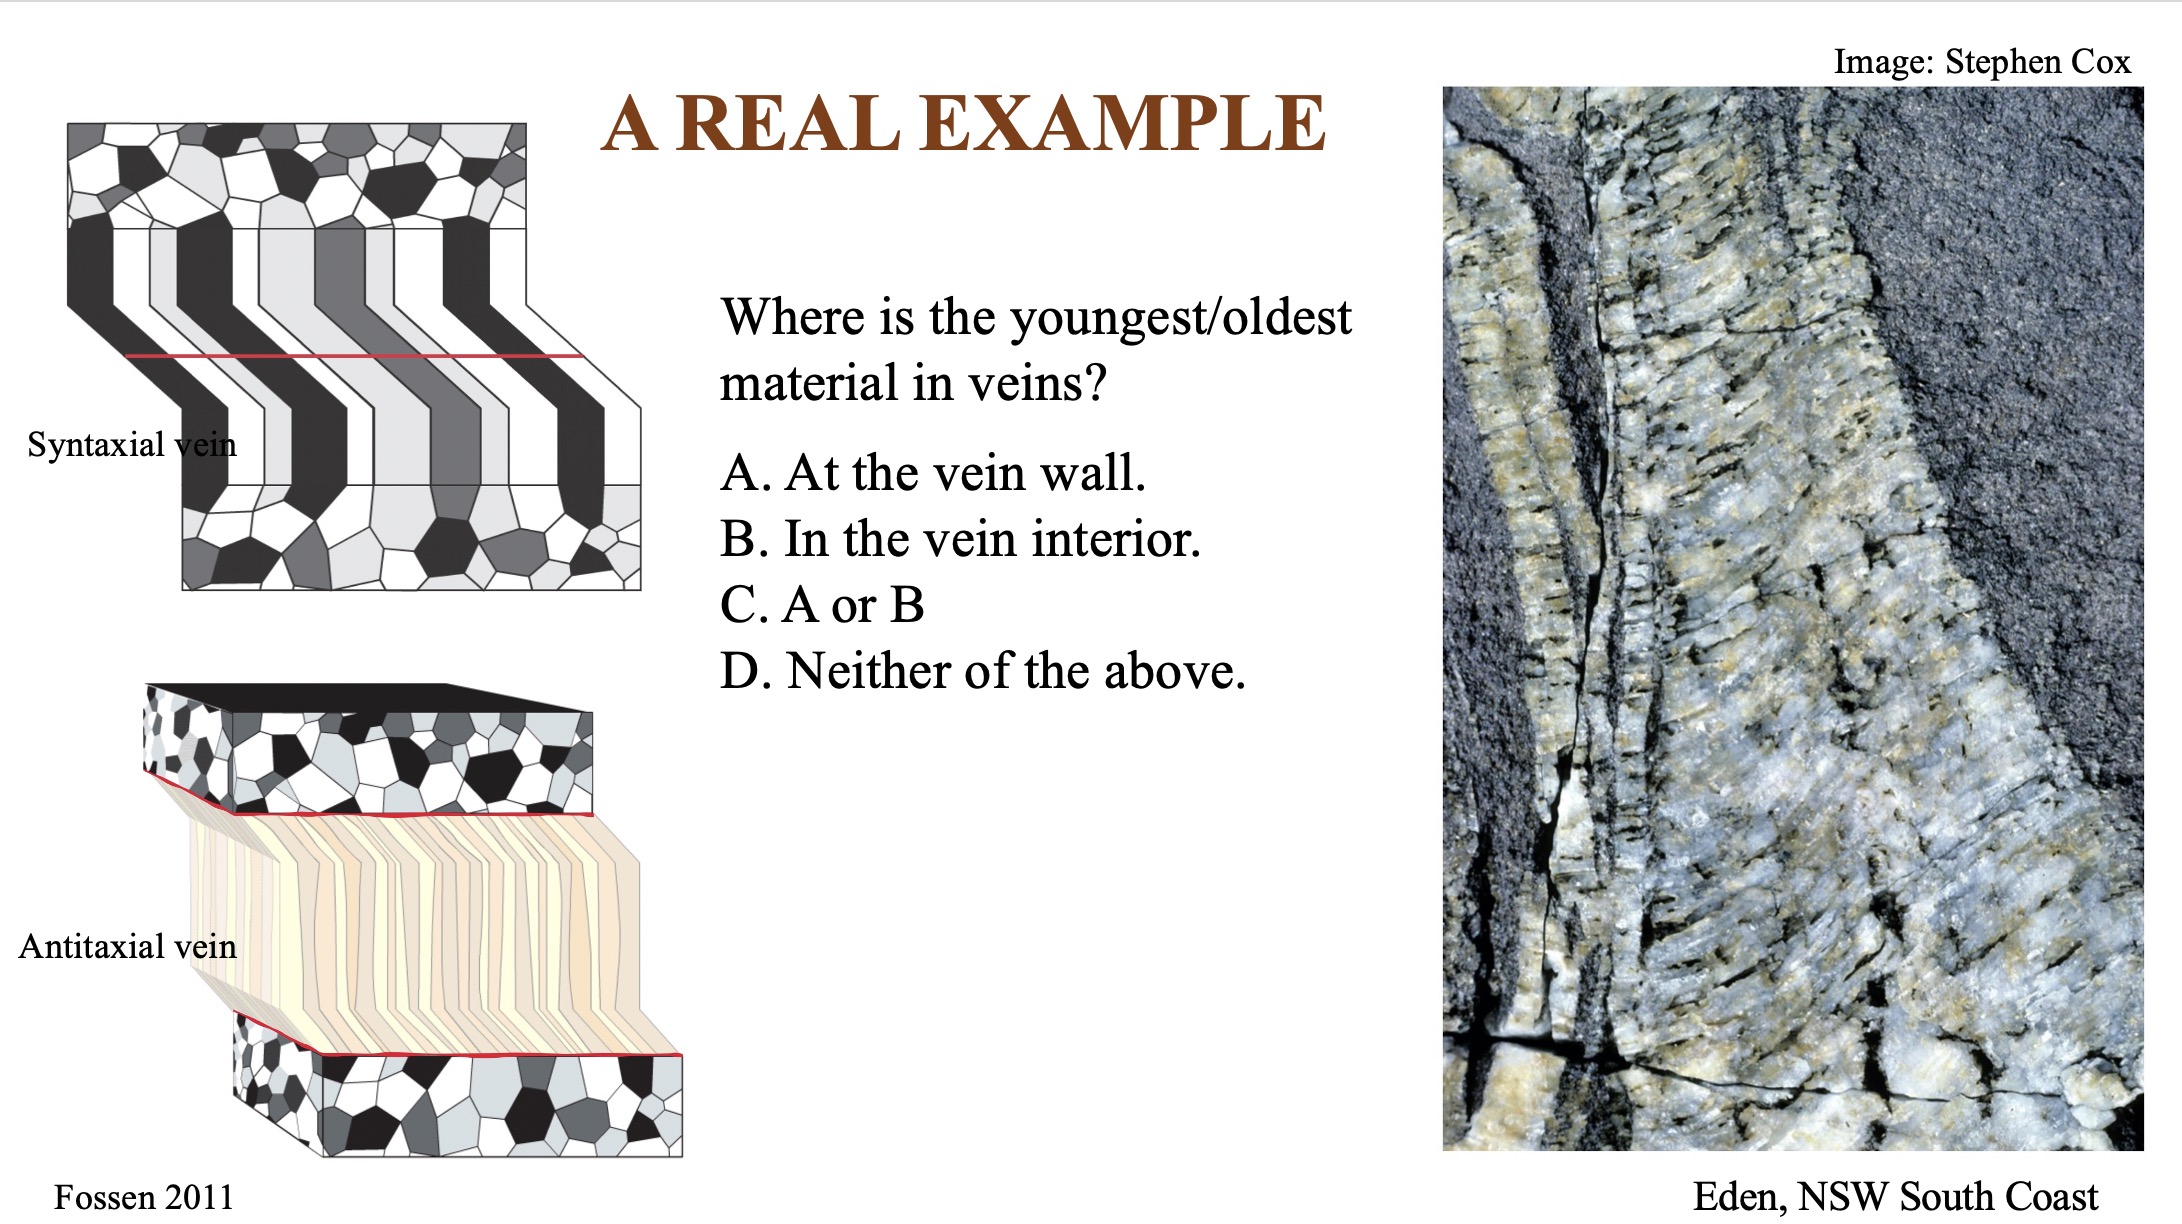 Image: Stephen Cox
A REAL EXAMPLE
Where is the youngest/oldest
material in veins?
Syntaxial vein
A. At the vein wall.
B. In the vein interior.
C. A or B
D. Neither of the above.
Antitaxial vein
Fossen 2011
Eden, NSW South Coast